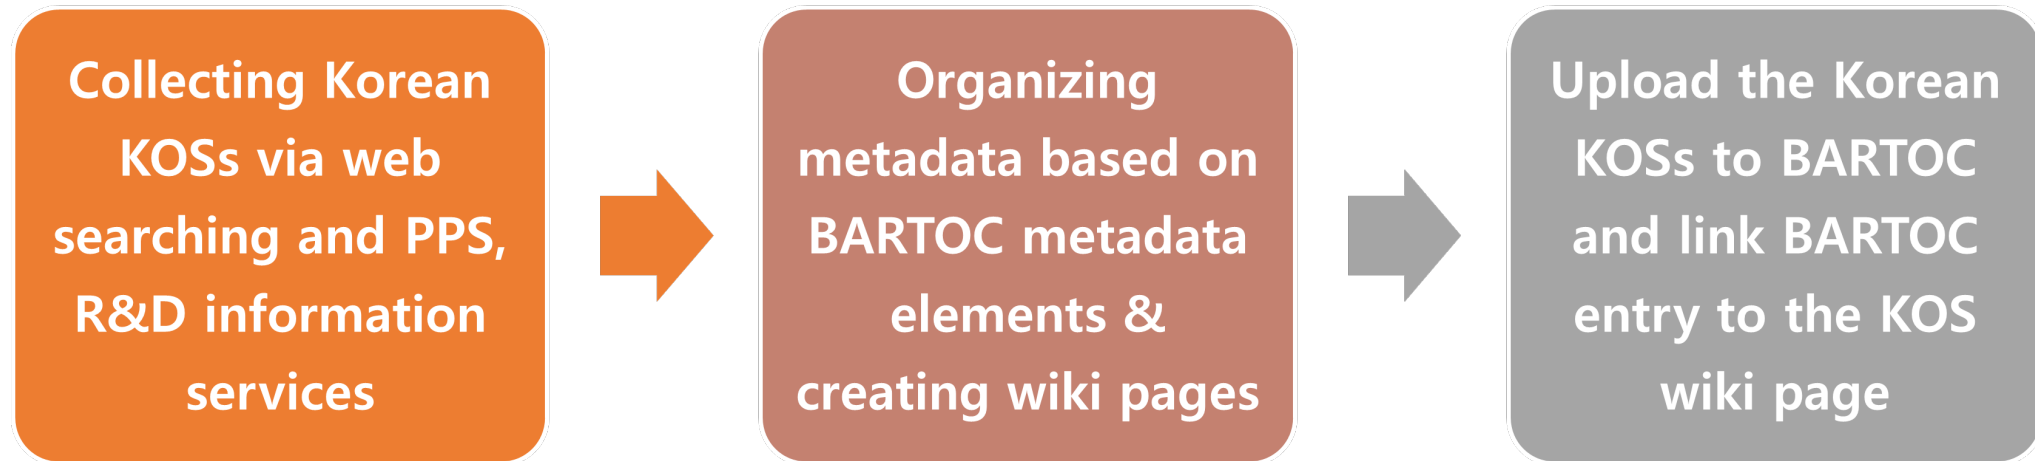 Collecting Korean
KOSs via web
searching and PPS,
R&D information
services
Organizing
metadata based on
BARTOC metadata
elements &
creating wiki pages
Upload the Korean
KOSs to BARTOC
and link BARTOC
entry to the KOS
wiki page